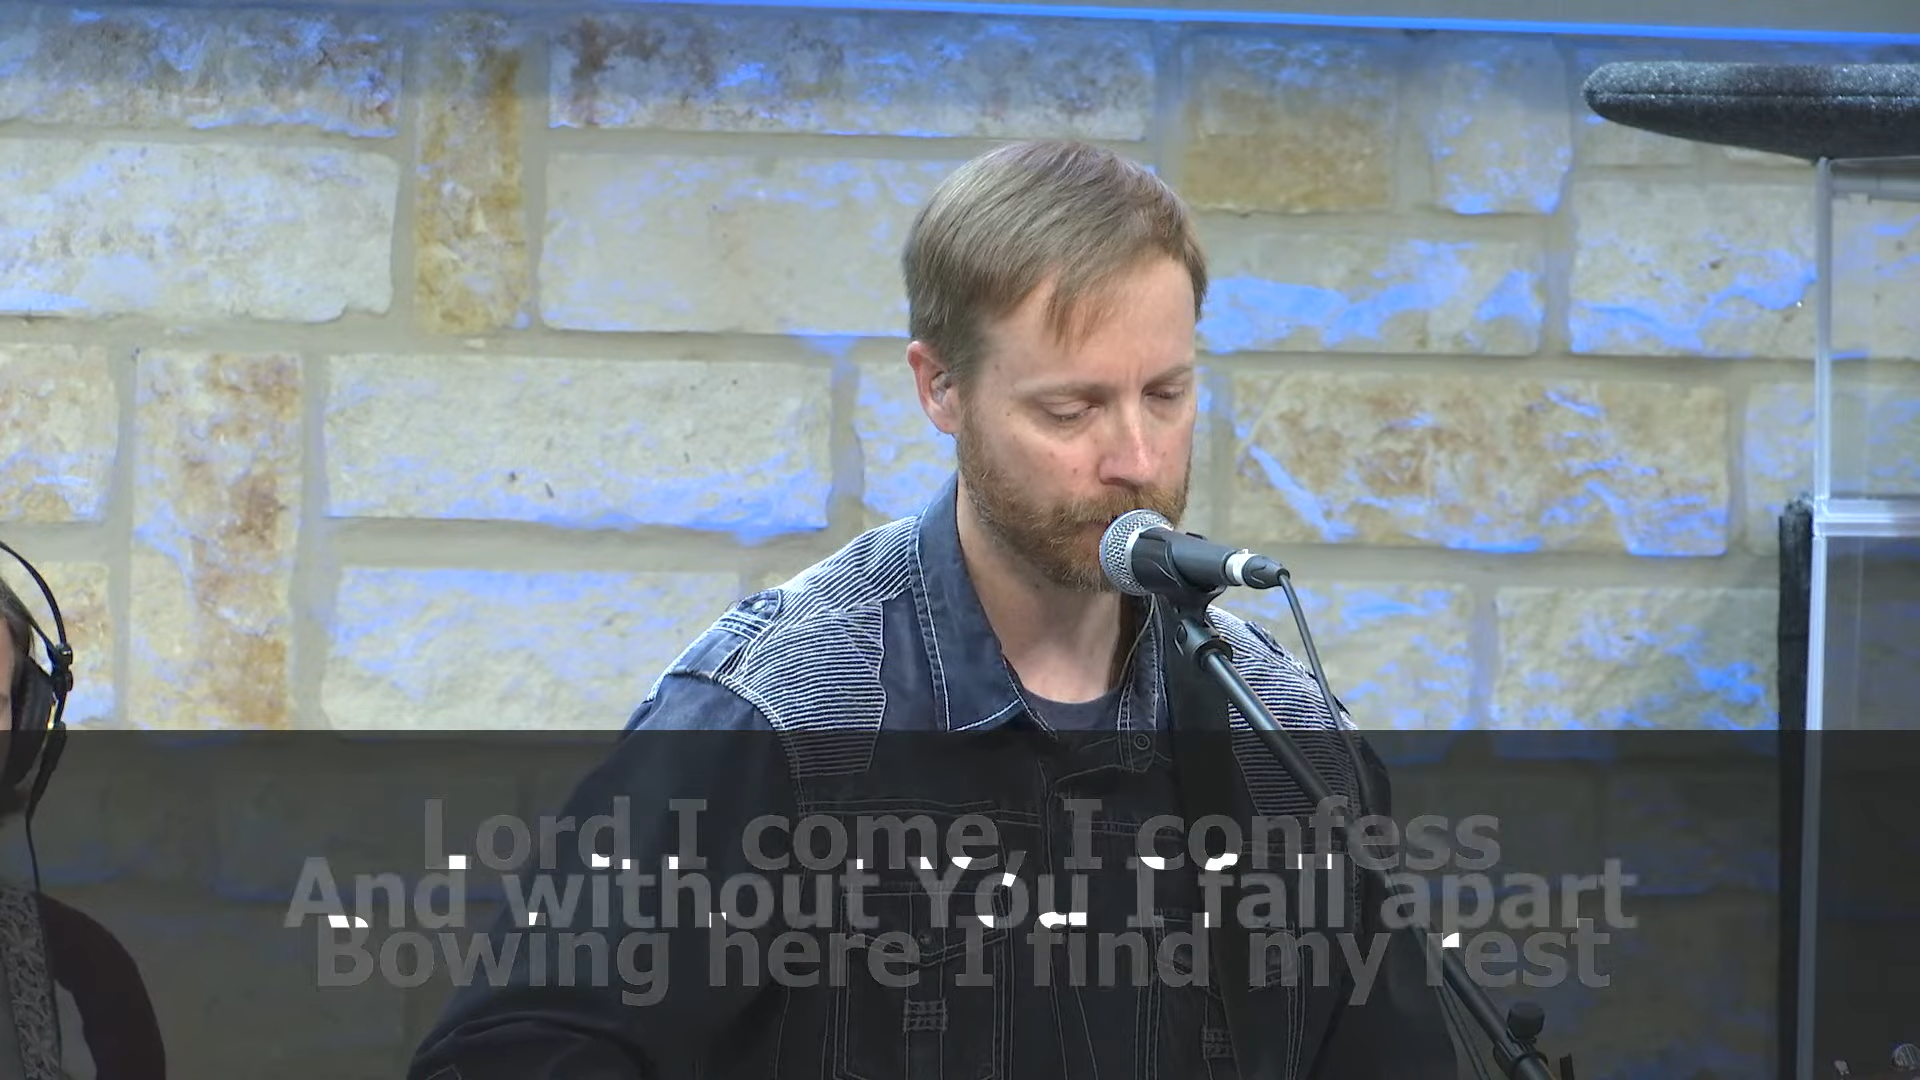 Lord I come, I confess
And without You I fall apart
Bowing here I find my rest